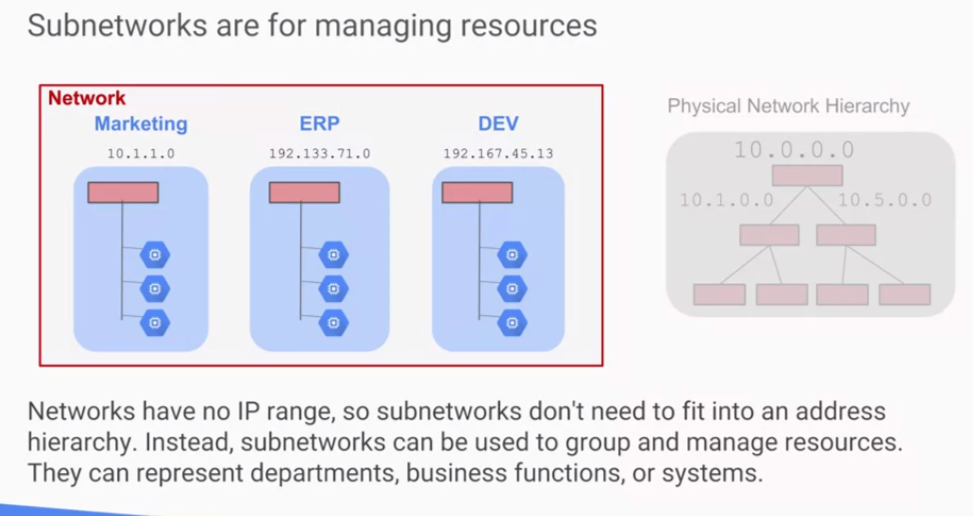 Subnetworks are for managing resources
Network
Marketing
ERP
DEV
10.1.1.0
192.133.71.0
192.167.45.13
Physical Network Hierarchy
10.0.0.0
10.1.0.0
10.5.0.0
Networks have no IP range, so subnetworks don't need to fit into an address
hierarchy. Instead, subnetworks can be used to group and manage resources.
They can represent departments, business functions, or systems.